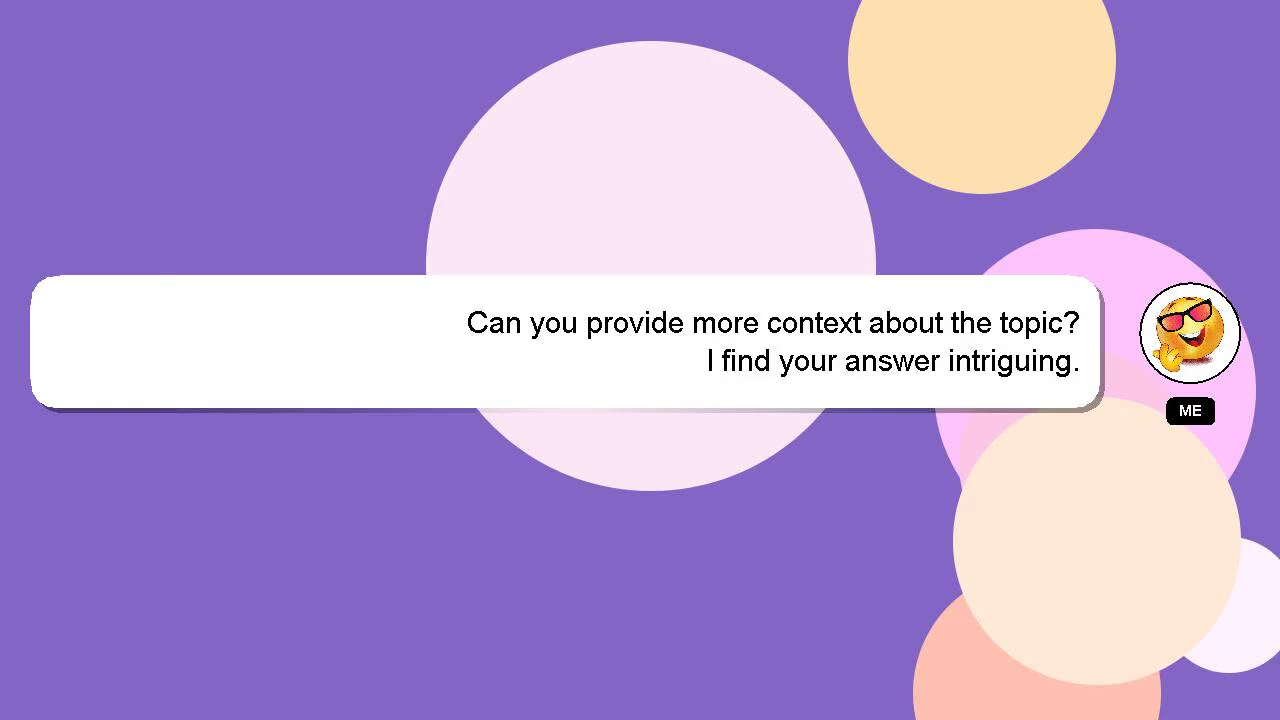 Can you provide more context about the topic?
I find your answer intriguing.
ME